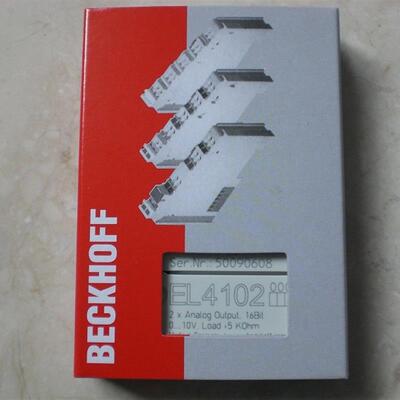 BECKHOFF
Ser.Nr.: 50090608
EL4102
2 x Analog Output, 16Bit
0...10V, Load >5 KOhm